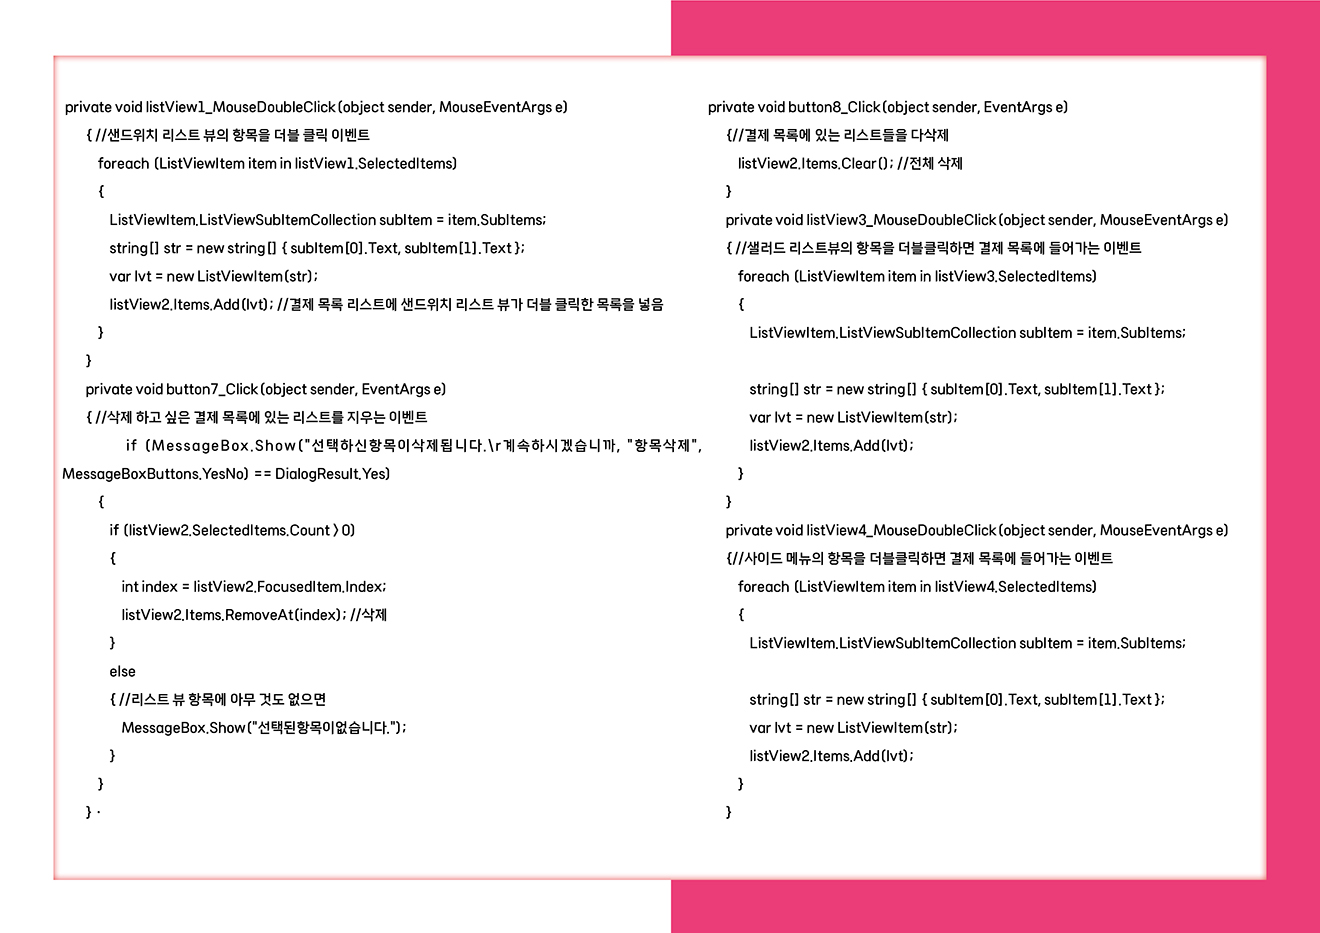 private void listView1_MouseDoubleClick(object sender, MouseEventArgs e)
{ //샌드위치 리스트 뷰의 항목을 더블 클릭 이벤트
foreach (ListViewItem item in listView1.SelectedItems)
{
ListViewItem.ListViewSubItemCollection subItem = item.SubItems;
string[] str = new string[] { subItem[0].Text, subItem[1].Text };
var lvt = new ListViewItem(str);
listView2.Items.Add(lvt); //결제 목록 리스트에 샌드위치 리스트 뷰가 더블 클릭한 목록을 넣음
}
}
private void button7_Click(object sender, EventArgs e)
{ //삭제 하고 싶은 결제 목록에 있는 리스트를 지우는 이벤트
if (MessageBox.Show("선택하신항목이삭제됩니다.\r계속하시겠습니까, "항목삭제",
MessageBoxButtons.YesNo) == DialogResult.Yes)
{
if (listView2.SelectedItems.Count > 0)
{
int index = listView2.FocusedItem.Index;
listView2.Items.RemoveAt(index); //삭제
}
else
{ //리스트 뷰 항목에 아무 것도 없으면
MessageBox.Show("선택된항목이없습니다.");
}
}
} ·
private void button8_Click(object sender, EventArgs e)
{//결제 목록에 있는 리스트들을 다삭제
listView2.Items.Clear(); //전체 삭제
}
private void listView3_MouseDoubleClick(object sender, MouseEventArgs e)
{ //샐러드 리스트뷰의 항목을 더블클릭하면 결제 목록에 들어가는 이벤트
foreach (ListViewItem item in listView3.SelectedItems)
{
ListViewItem.ListViewSubItemCollection subItem = item.SubItems;
string[] str = new string[] { subItem[0].Text, subItem[1].Text };
var lvt = new ListViewItem(str);
listView2.Items.Add(lvt);
}
}
private void listView4_MouseDoubleClick(object sender, MouseEventArgs e)
{//사이드 메뉴의 항목을 더블클릭하면 결제 목록에 들어가는 이벤트
foreach (ListViewItem item in listView4.SelectedItems)
{
ListViewItem.ListViewSubItemCollection subItem = item.SubItems;
string[] str = new string[] { subItem[0].Text, subItem[1].Text };
var lvt = new ListViewItem(str);
listView2.Items.Add(lvt);
}
}